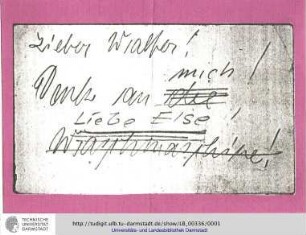 Lieber Walter!
mich!
Denk an
Liebe Else!
TECHNISCHE
UNIVERSITÄT
DARMSTADT
http://tudigit.ulb.tu-darmstadt.de/show/LB_00336/0001
Universitäts- und Landesbibliothek Darmstadt